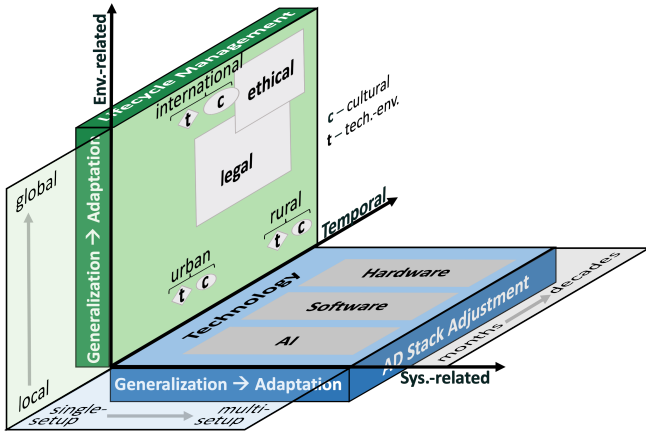 Env.-related
Lifecycle Management
international
t c
ethical
c – cultural
t – tech.-env.
legal
global
Generalization → Adaptation
rural
t c
Temporal
urban
t c
Technology
Hardware
Software
AI
decades
months
AD Stack Adjustment
Generalization → Adaptation
Sys.-related
local
single-
setup
multi-
setup